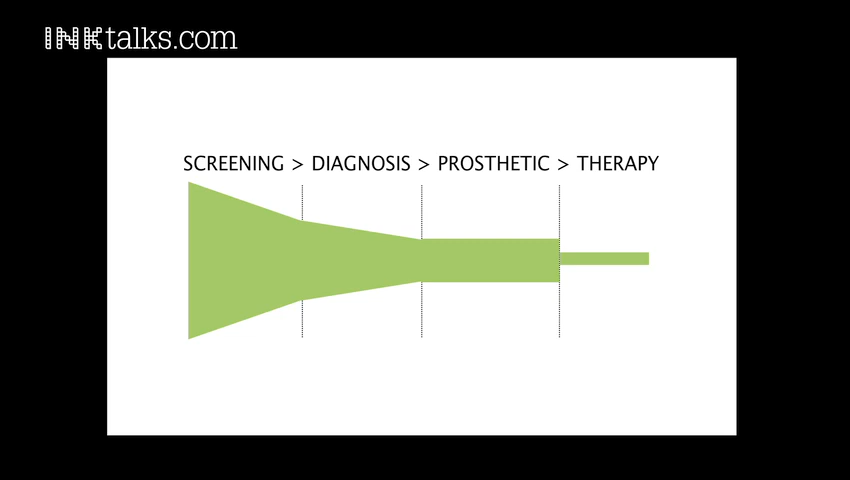 INKtalks.com
SCREENING > DIAGNOSIS > PROSTHETIC > THERAPY